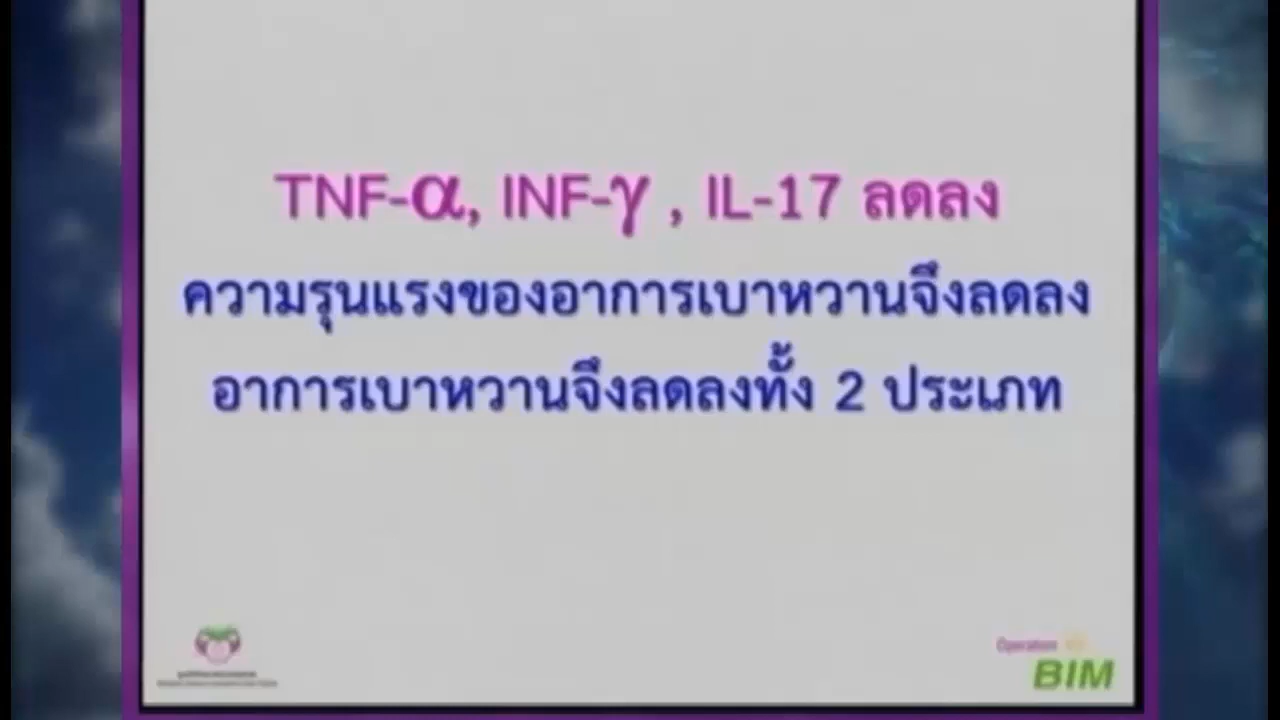 TNF-α, INF-γ , IL-17 ลดลง
ความรุนแรงของอาการเบาหวานจึงลดลง
อาการเบาหวานจึงลดลงทั้ง 2 ประเภท
Operation
BIM